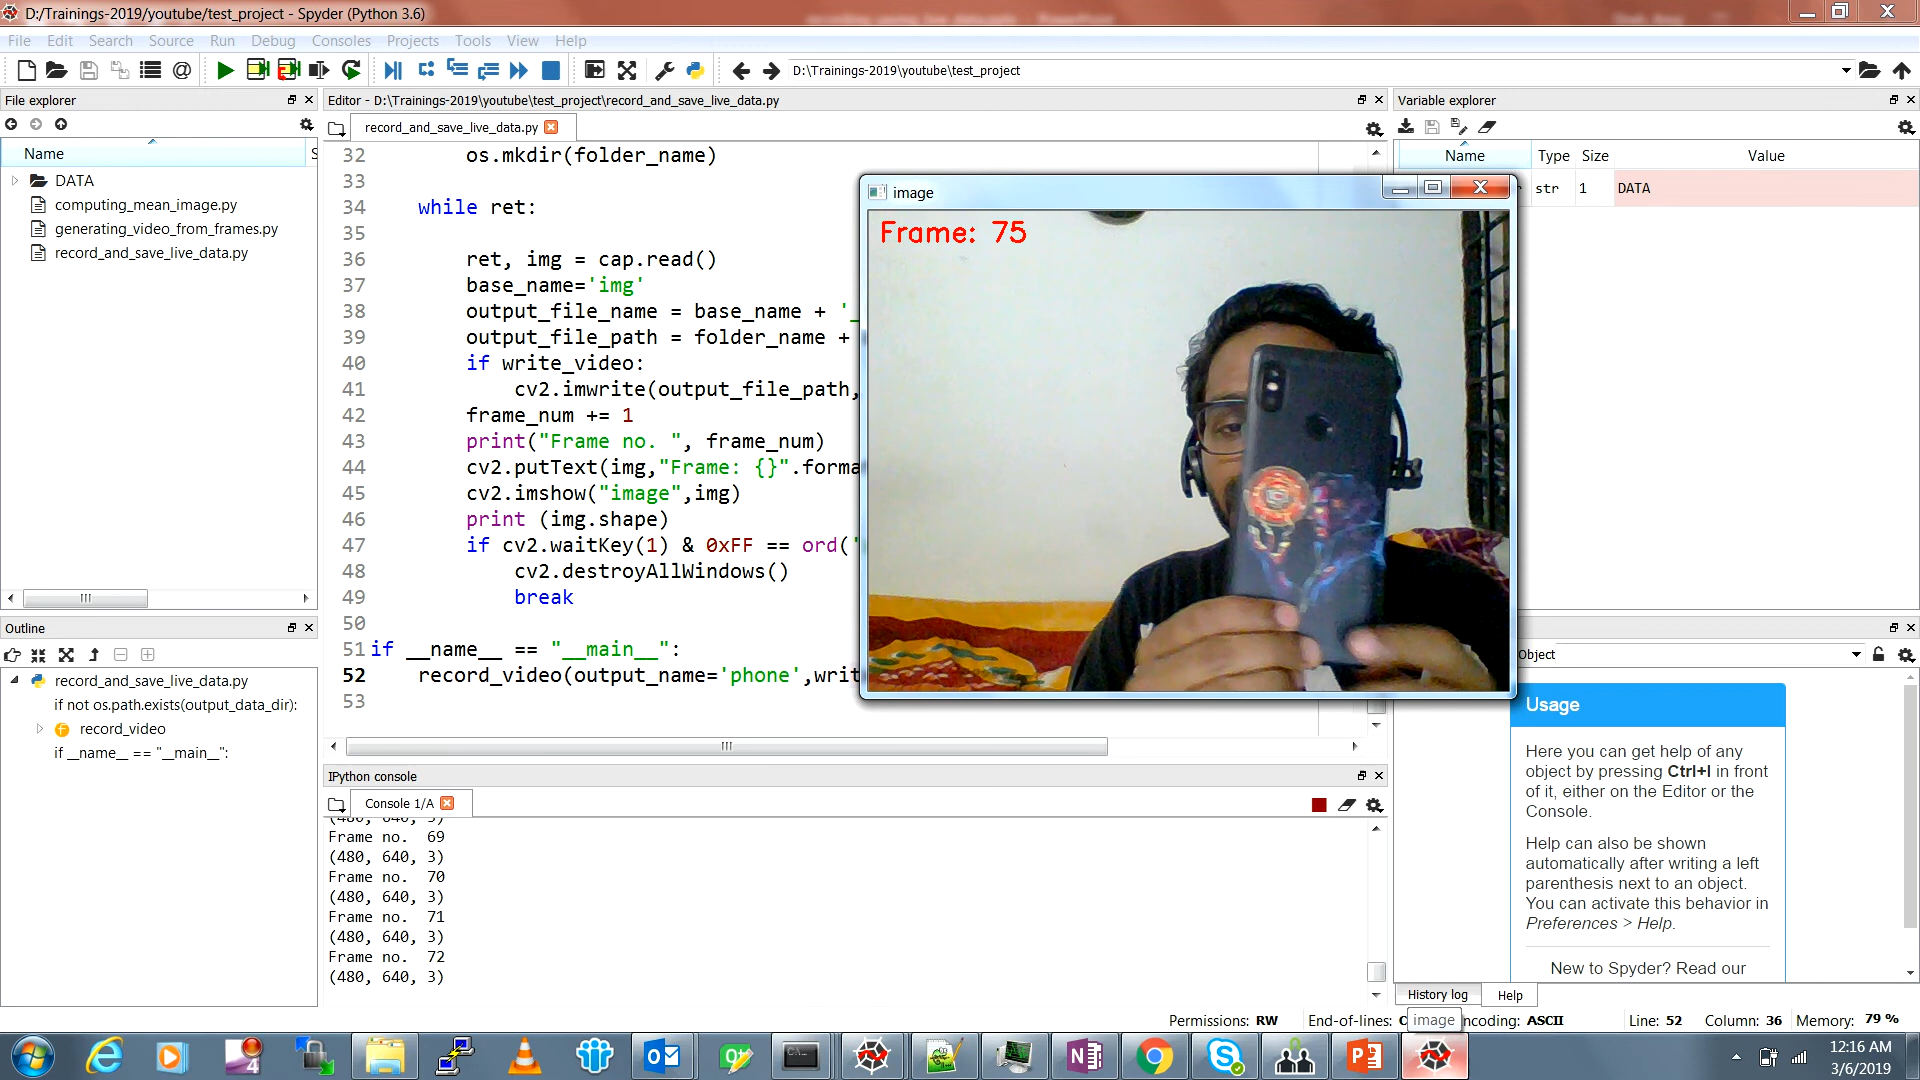 D:/Trainings-2019/youtube/test_project - Spyder (Python 3.6)
File Edit Search Source Run Debug Consoles Projects Tools View Help
D:\Trainings-2019\youtube\test_project
File explorer
Name
DATA
computing_mean_image.py
generating_video_from_frames.py
record_and_save_live_data.py
Outline
record_and_save_live_data.py
if not os.path.exists(output_data_dir):
record_video
if __name__ == "__main__":
Editor - D:\Trainings-2019\youtube\test_project\record_and_save_live_data.py
record_and_save_live_data.py
32 os.mkdir(folder_name)
33
34 while ret:
35
36 ret, img = cap.read()
37 base_name='img'
38 output_file_name = base_name + '_
39 output_file_path = folder_name +
40 if write_video:
41 cv2.imwrite(output_file_path,
42 frame_num += 1
43 print("Frame no. ", frame_num)
44 cv2.putText(img,"Frame: {}".forma
45 cv2.imshow("image",img)
46 print (img.shape)
47 if cv2.waitKey(1) & 0xFF == ord('
48 cv2.destroyAllWindows()
49 break
50
51 if __name__ == "__main__":
52 record_video(output_name='phone',writ
53
image
Frame: 75
IPython console
Console 1/A
(480, 640, 3)
Frame no. 69
(480, 640, 3)
Frame no. 70
(480, 640, 3)
Frame no. 71
(480, 640, 3)
Frame no. 72
(480, 640, 3)
Variable explorer
Name Type Size Value
str 1 DATA
Object
Usage
Here you can get help of any
object by pressing Ctrl+I in front
of it, either on the Editor or the
Console.
Help can also be shown
automatically after writing a left
parenthesis next to an object.
You can activate this behavior in
Preferences > Help.
New to Spyder? Read our
History log Help
image
Permissions: RW End-of-lines: C ncoding: ASCII Line: 52 Column: 36 Memory: 79 %
12:16 AM
3/6/2019